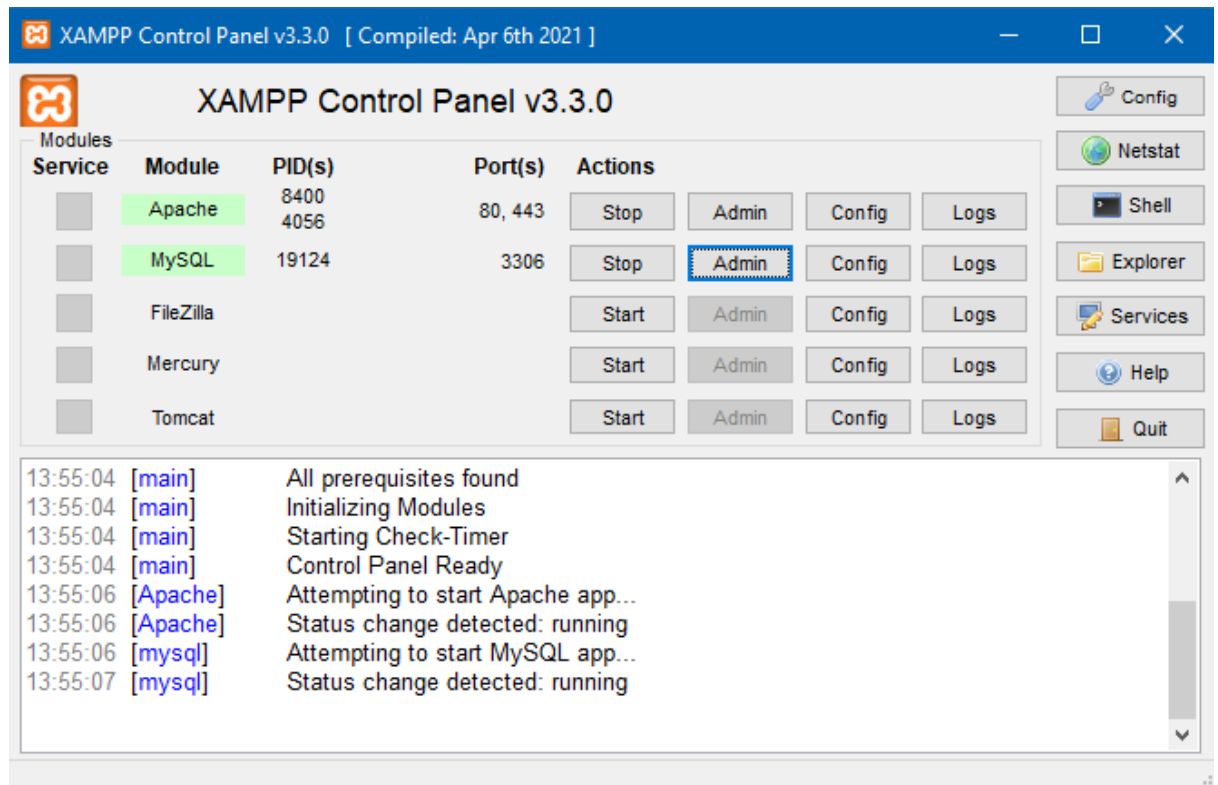 XAMPP Control Panel v3.3.0 [ Compiled: Apr 6th 2021 ]
XAMPP Control Panel v3.3.0
Config
Modules
Service Module PID(s) Port(s) Actions
Netstat
Apache 8400 4056 80, 443 Stop Admin Config Logs
Shell
MySQL 19124 3306 Stop Admin Config Logs
Explorer
FileZilla Start Admin Config Logs
Services
Mercury Start Admin Config Logs
Help
Tomcat Start Admin Config Logs
Quit
13:55:04 [main] All prerequisites found
13:55:04 [main] Initializing Modules
13:55:04 [main] Starting Check-Timer
13:55:04 [main] Control Panel Ready
13:55:06 [Apache] Attempting to start Apache app...
13:55:06 [Apache] Status change detected: running
13:55:06 [mysql] Attempting to start MySQL app...
13:55:07 [mysql] Status change detected: running